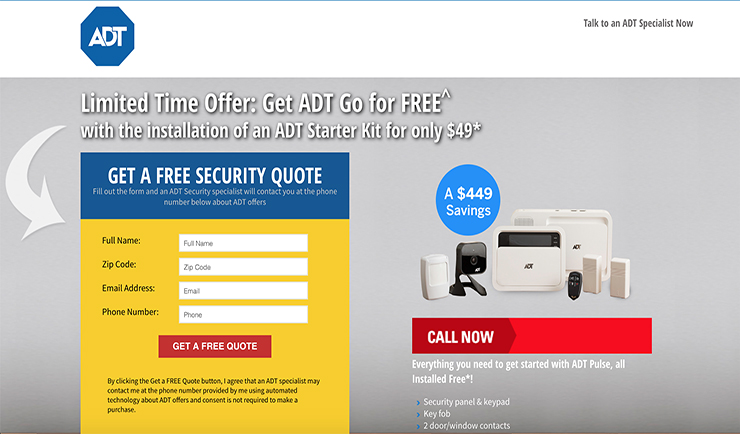 ADT
Talk to an ADT Specialist Now
Limited Time Offer: Get ADT Go for FREE^
with the installation of an ADT Starter Kit for only $49*
GET A FREE SECURITY QUOTE
Fill out the form and an ADT Security specialist will contact you at the phone
number below about ADT offers
Full Name:
Full Name
Zip Code:
Zip Code
Email Address:
Email
Phone Number:
Phone
GET A FREE QUOTE
By clicking the Get a FREE Quote button, I agree that an ADT specialist may
contact me at the phone number provided by me using automated
technology about ADT offers and consent is not required to make a
purchase.
A $449
Savings
ADT
ADT
ADT
CALL NOW
Everything you need to get started with ADT Pulse, all
Installed Free*!
Security panel & keypad
Key fob
2 door/window contacts